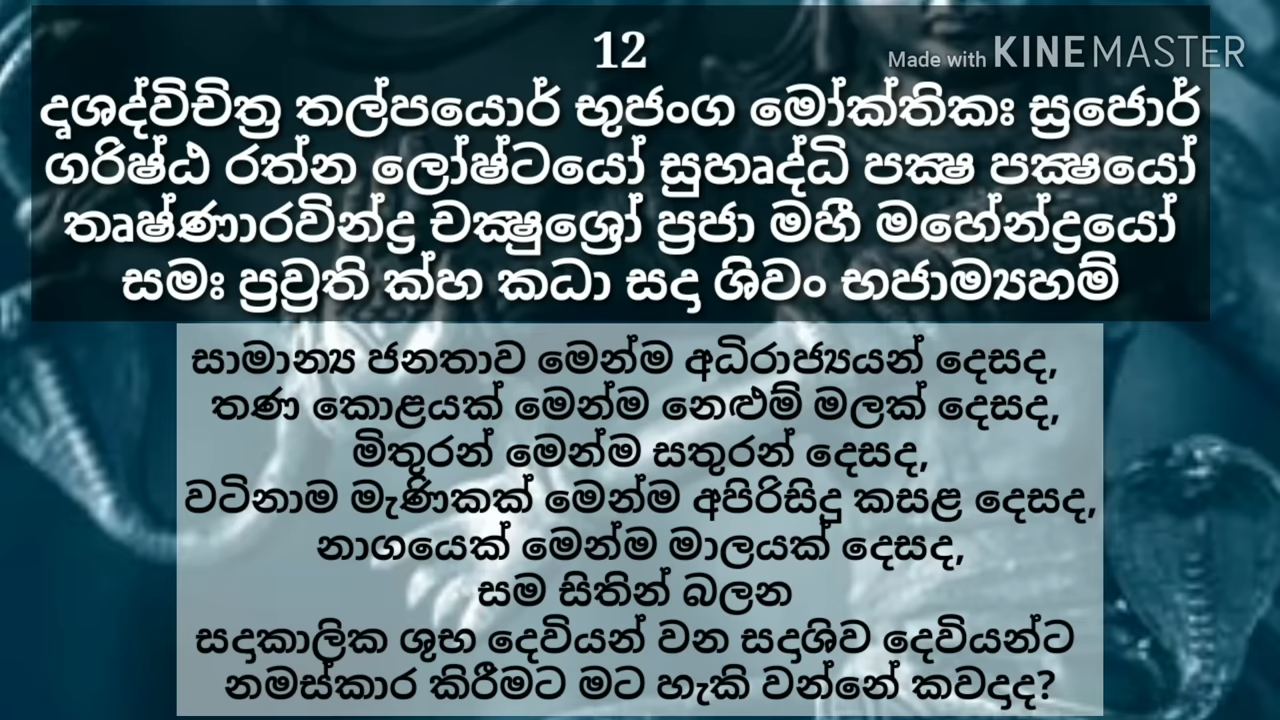 12
Made with KINEMASTER
දෘශද්විචිත්‍ර තල්පයොර් භුජංග මෝක්තිකඃ ස්‍රජොර්
ගරිෂ්ඨ රත්න ලෝෂ්ටයෝ සුහෘද්ධි පක්‍ෂ පක්‍ෂයෝ
තෘෂ්ණාරවින්ද්‍ර චක්‍ෂුශ්‍රෝ ප්‍රජා මහී මහේන්ද්‍රයෝ
සමඃ ප්‍රව්‍රති ක්හ කධා සදා ශිවං භජාම්‍යහම්
සාමාන්‍ය ජනතාව මෙන්ම අධිරාජ්‍යයන් දෙසද,
තණ කොළයක් මෙන්ම නෙළුම් මලක් දෙසද,
මිතුරන් මෙන්ම සතුරන් දෙසද,
වටිනාම මැණිකක් මෙන්ම අපිරිසිදු කසළ දෙසද,
නාගයෙක් මෙන්ම මාලයක් දෙසද,
සම සිතින් බලන
සදාකාලික ශුභ දෙවියන් වන සදාශිව දෙවියන්ට
නමස්කාර කිරීමට මට හැකි වන්නේ කවදාද?